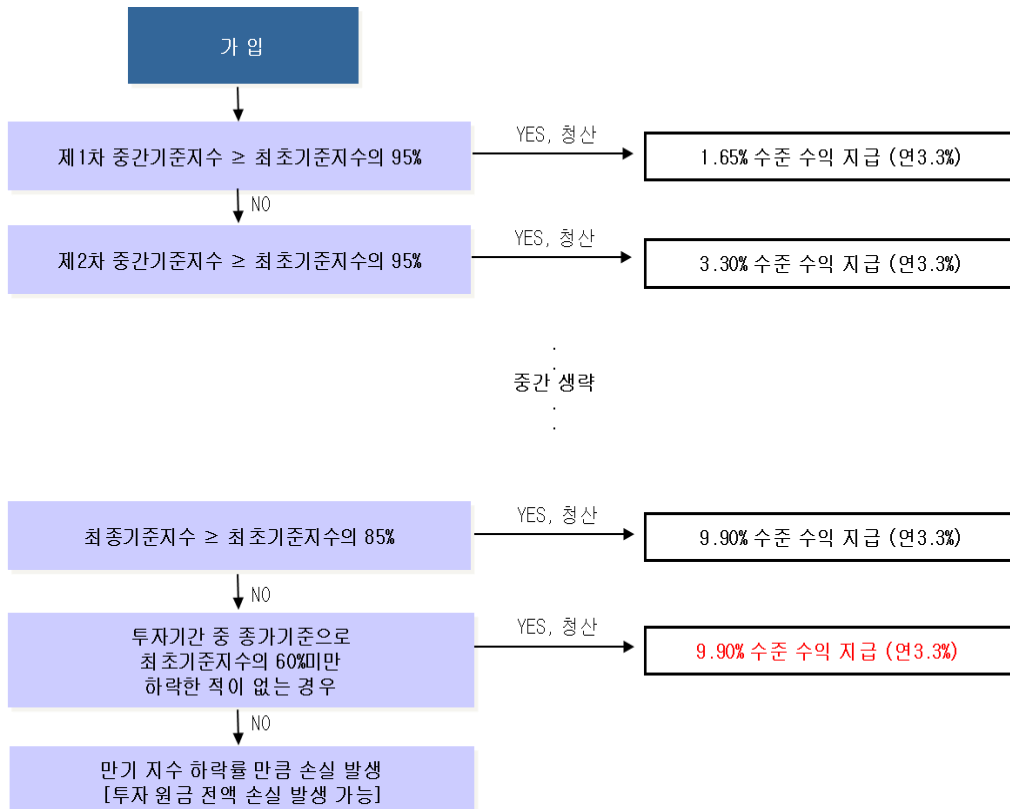 가 입
제1차 중간기준지수 ≥ 최초기준지수의 95%
YES, 청산
1.65% 수준 수익 지급 (연3.3%)
NO
제2차 중간기준지수 ≥ 최초기준지수의 95%
YES, 청산
3.30% 수준 수익 지급 (연3.3%)
중간 생략
최종기준지수 ≥ 최초기준지수의 85%
YES, 청산
9.90% 수준 수익 지급 (연3.3%)
NO
투자기간 중 종가기준으로
최초기준지수의 60%미만
하락한 적이 없는 경우
YES, 청산
9.90% 수준 수익 지급 (연3.3%)
NO
만기 지수 하락률 만큼 손실 발생
[투자 원금 전액 손실 발생 가능]